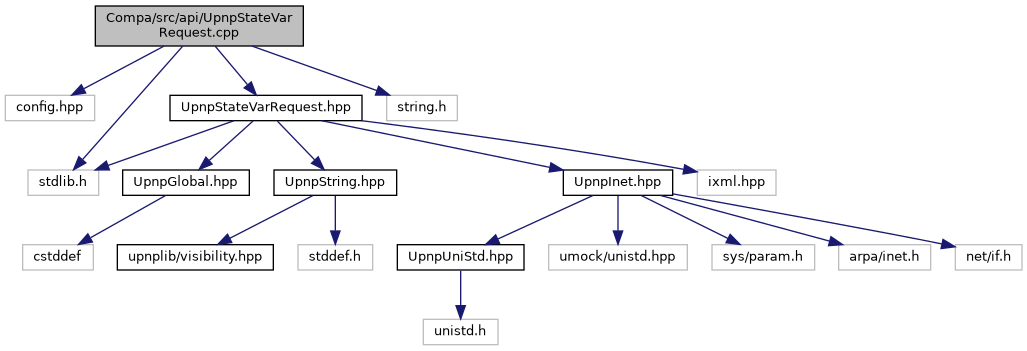 Compa/src/api/UpnpStateVar
Request.cpp
config.hpp
UpnpStateVarRequest.hpp
string.h
stdlib.h
UpnpGlobal.hpp
UpnpString.hpp
UpnpInet.hpp
ixml.hpp
cstddef
upnplib/visibility.hpp
stddef.h
UpnpUniStd.hpp
umock/unistd.hpp
sys/param.h
arpa/inet.h
net/if.h
unistd.h